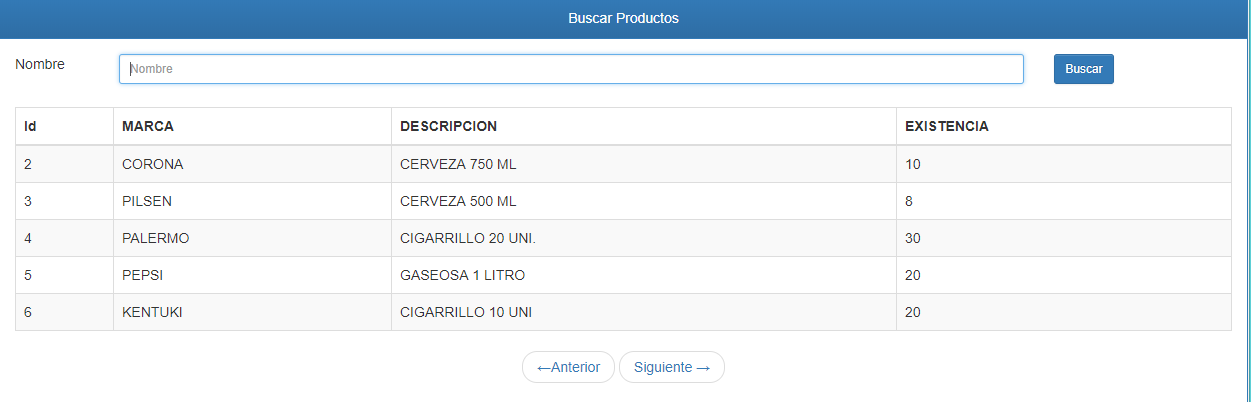 Buscar Productos
Nombre Nombre Buscar
Id MARCA DESCRIPCION EXISTENCIA
2 CORONA CERVEZA 750 ML 10
3 PILSEN CERVEZA 500 ML 8
4 PALERMO CIGARRILLO 20 UNI. 30
5 PEPSI GASEOSA 1 LITRO 20
6 KENTUKI CIGARRILLO 10 UNI 20
←Anterior Siguiente →